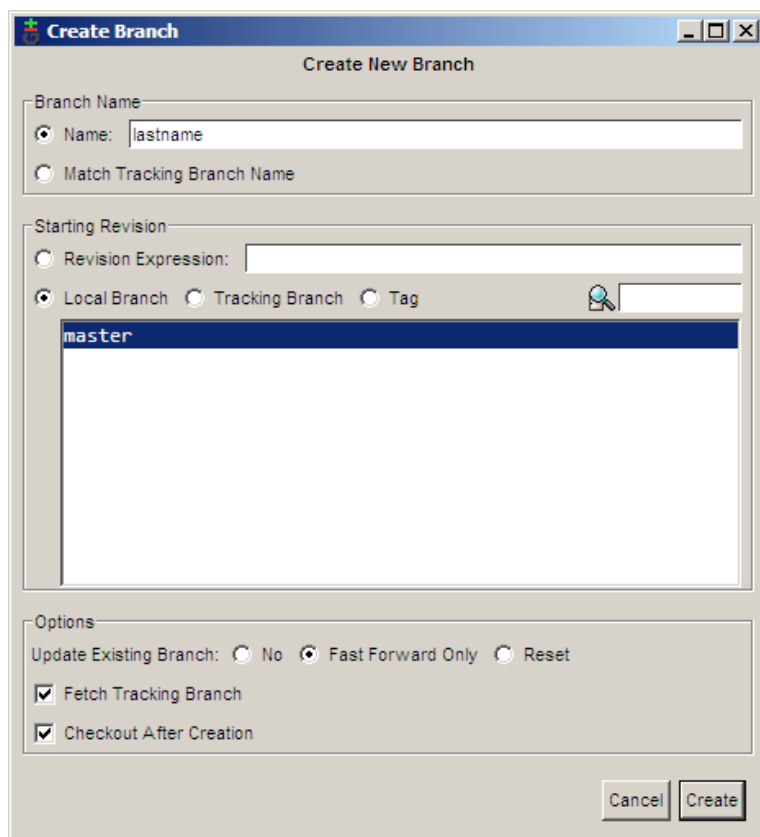 Create Branch
Create New Branch
Branch Name
Name: lastname
Match Tracking Branch Name
Starting Revision
Revision Expression:
Local Branch Tracking Branch Tag
master
Options
Update Existing Branch: No Fast Forward Only Reset
Fetch Tracking Branch
Checkout After Creation
Cancel Create